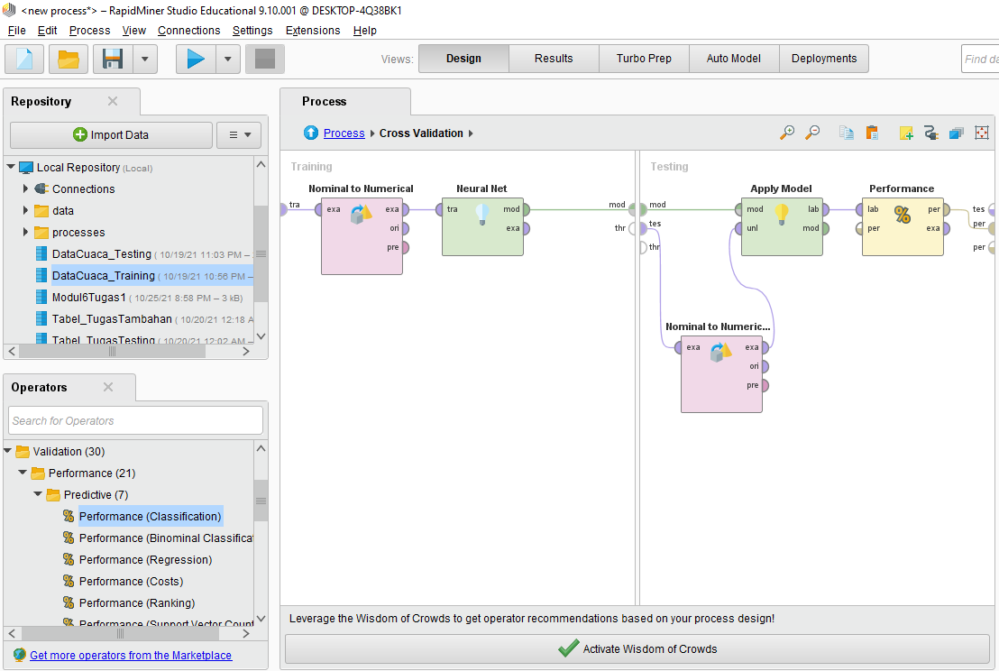 <new process*> – RapidMiner Studio Educational 9.10.001 @ DESKTOP-4Q38BK1
File Edit Process View Connections Settings Extensions Help
Views: Design Results Turbo Prep Auto Model Deployments Find da
Repository
Import Data
Local Repository (Local)
Connections
data
processes
DataCuaca_Testing ( 10/19/21 11:03 PM –
DataCuaca_Training ( 10/19/21 10:56 PM –
Modul6Tugas1 ( 10/25/21 8:58 PM – 3 kB)
Tabel_TugasTambahan ( 10/20/21 12:18 A
Tabel_TugasTesting ( 10/20/21 12:02 AM –
Operators
Search for Operators
Validation (30)
Performance (21)
Predictive (7)
Performance (Classification)
Performance (Binominal Classificat
Performance (Regression)
Performance (Costs)
Performance (Ranking)
Performance (Support Vector Count
Get more operators from the Marketplace
Process
Process Cross Validation
Training
Nominal to Numerical
Neural Net
tra
exa exa
ori
pre
tra mod
exa
mod
thr
Testing
Apply Model
Performance
mod
tes
thr
mod lab
unl mod
lab per
per exa
tes
per
per
Nominal to Numeric...
exa exa
ori
pre
Leverage the Wisdom of Crowds to get operator recommendations based on your process design!
Activate Wisdom of Crowds